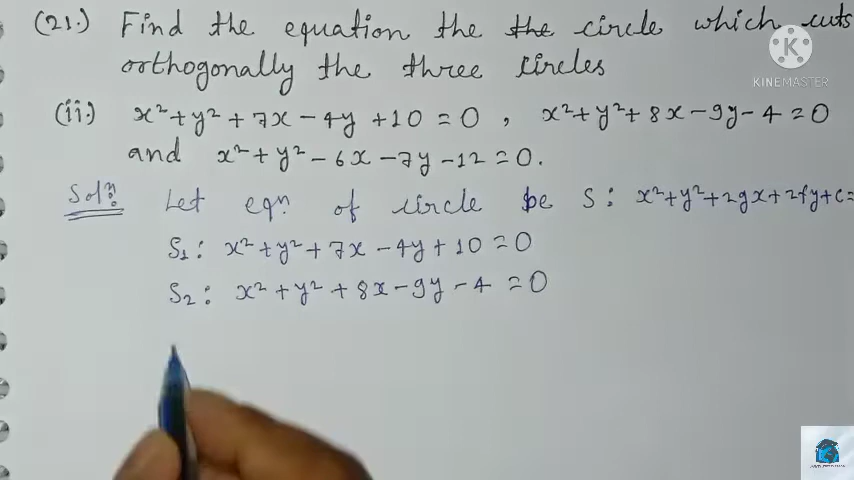 (21.) Find the equation the the circle which cuts
orthogonally the three circles
(ii.) x²+y²+7x-4y+10=0, x²+y²+8x-9y-4=0
and x²+y²-6x-7y-12=0.
Solⁿ: Let eqⁿ. of circle be S: x²+y²+2gx+2fy+c=
S₁: x²+y²+7x-4y+10=0
S₂: x²+y²+8x-9y-4=0
K
KINEMASTER